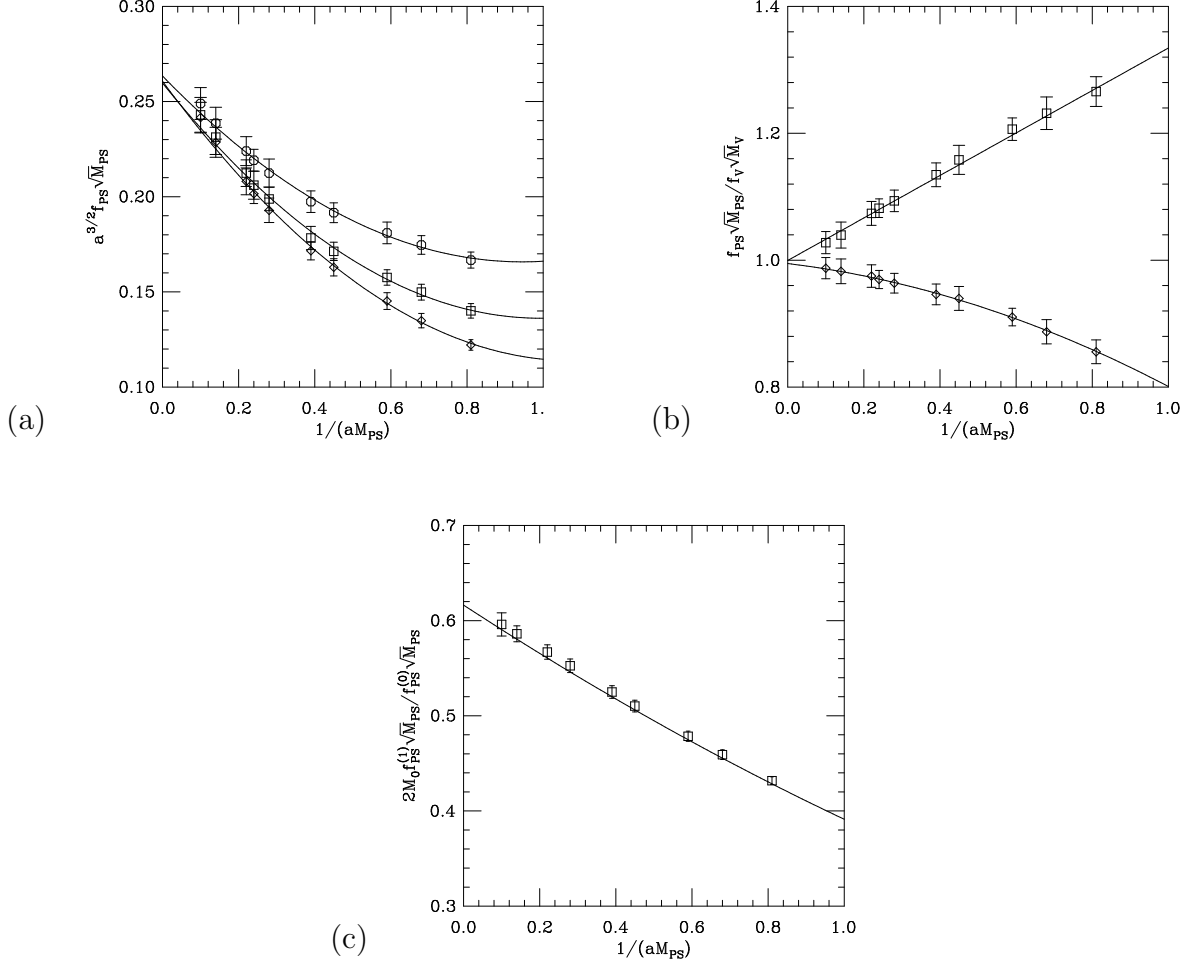 0.30
0.25
0.20
0.15
0.10
a^{3/2}f_{PS}√M_{PS}
0.0 0.2 0.4 0.6 0.8 1.
1/(aM_{PS})
(a)
1.4
1.2
1.0
0.8
f_{PS}√M_{PS}/f_V√M_V
0.0 0.2 0.4 0.6 0.8 1.0
1/(aM_{PS})
(b)
0.7
0.6
0.5
0.4
0.3
2M_0f_{PS}^{(1)}√M_{PS}/f_{PS}^{(0)}√M_{PS}
0.0 0.2 0.4 0.6 0.8 1.0
1/(aM_{PS})
(c)